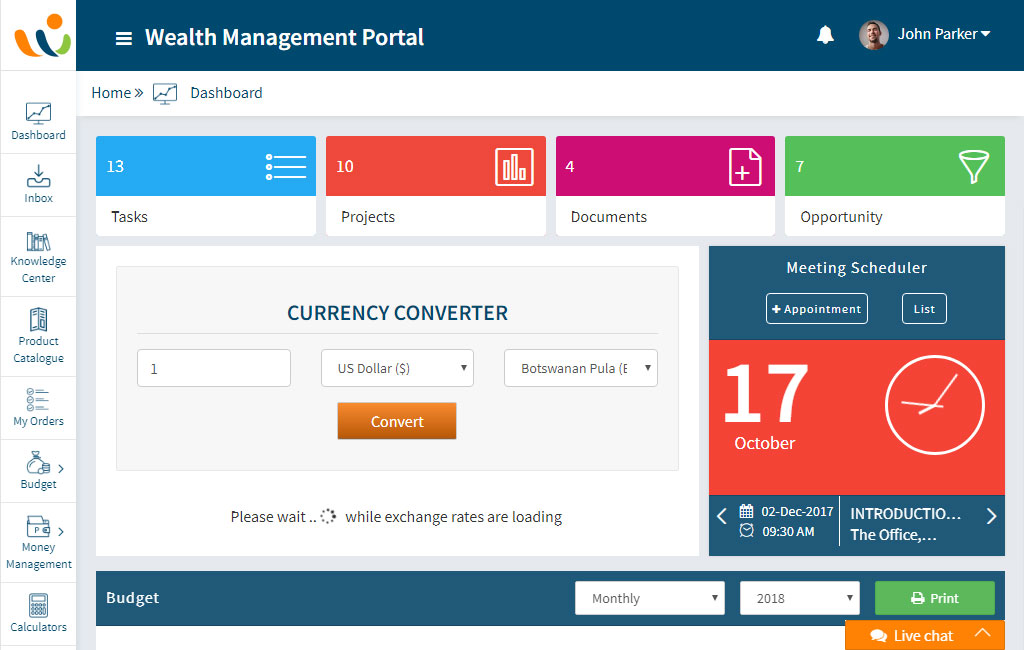 Wealth Management Portal
John Parker
Home » Dashboard
Dashboard
Inbox
Knowledge
Center
Product
Catalogue
My Orders
Budget
Money
Management
Calculators
13
Tasks
10
Projects
4
Documents
7
Opportunity
CURRENCY CONVERTER
1
US Dollar ($)
Botswanan Pula (
Convert
Please wait .. while exchange rates are loading
Meeting Scheduler
+ Appointment
List
17
October
02-Dec-2017
09:30 AM
INTRODUCTIO...
The Office,...
Budget
Monthly
2018
Print
Live chat